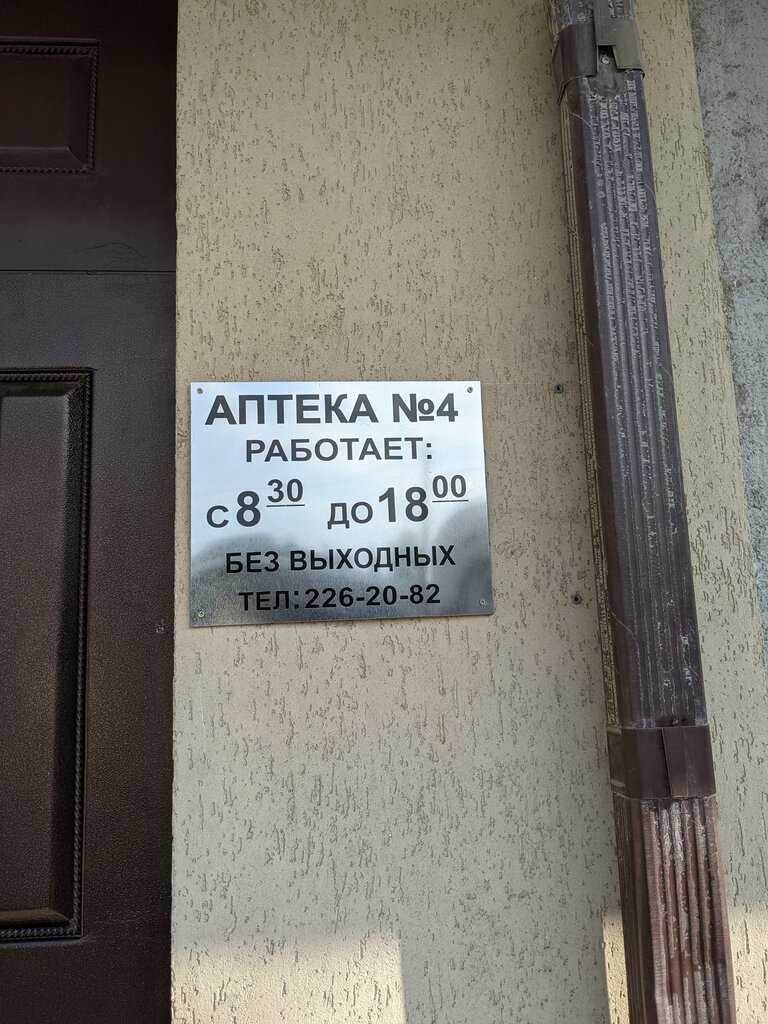 АПТЕКА №4
РАБОТАЕТ:
С 8 30 ДО 18 00
БЕЗ ВЫХОДНЫХ
ТЕЛ: 226-20-82